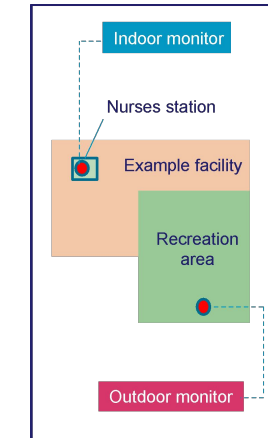 Indoor monitor
Nurses station
Example facility
Recreation
area
Outdoor monitor